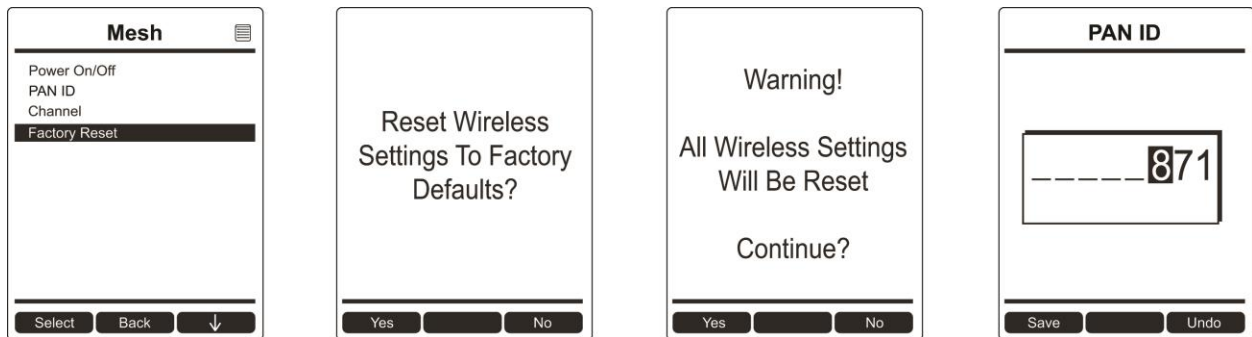 Mesh
Power On/Off
PAN ID
Channel
Factory Reset
Select Back ↓
Reset Wireless
Settings To Factory
Defaults?
Yes No
Warning!
All Wireless Settings
Will Be Reset
Continue?
Yes No
PAN ID
_____871
Save Undo